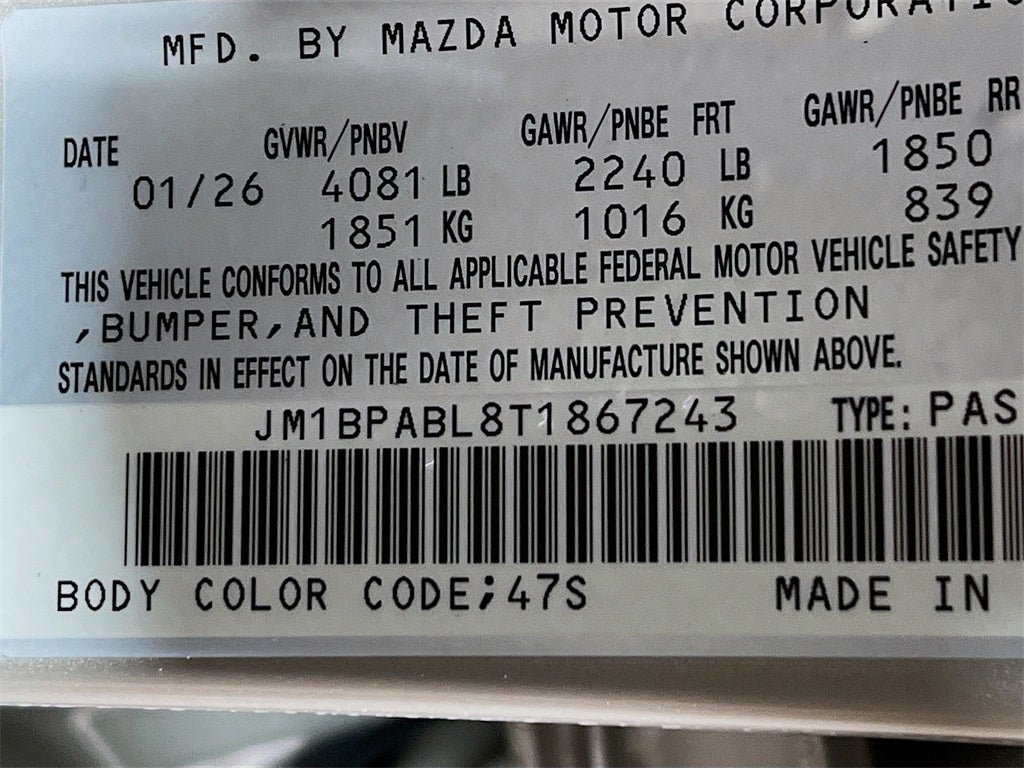 MFD. BY MAZDA MOTOR CORPORATIO
DATE GVWR/PNBV GAWR/PNBE FRT GAWR/PNBE RR
01/26 4081 LB 2240 LB 1850
1851 KG 1016 KG 839
THIS VEHICLE CONFORMS TO ALL APPLICABLE FEDERAL MOTOR VEHICLE SAFETY
,BUMPER,AND THEFT PREVENTION
STANDARDS IN EFFECT ON THE DATE OF MANUFACTURE SHOWN ABOVE.
JM1BPABL8T1867243 TYPE: PAS
BODY COLOR CODE;47S MADE IN